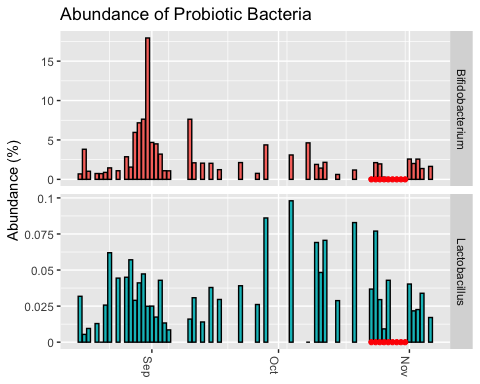 Abundance of Probiotic Bacteria
Abundance (%)
15
10
5
0
Bifidobacterium
0.1
0.075
0.05
0.025
0
Lactobacillus
Sep
Oct
Nov